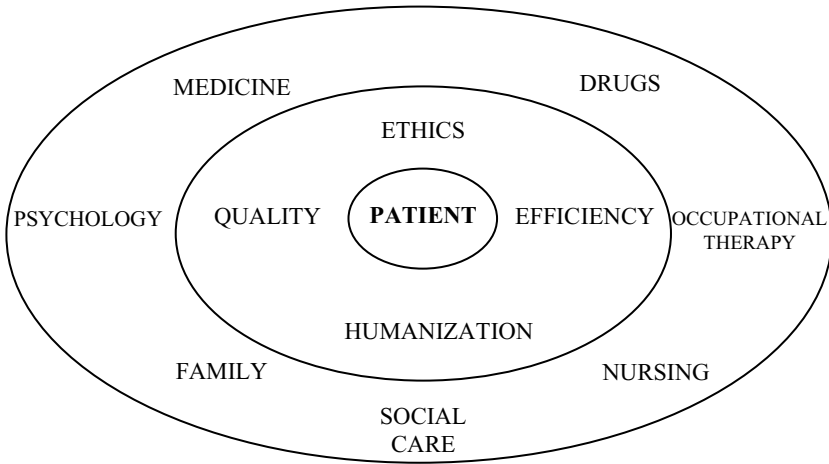 MEDICINE
DRUGS
ETHICS
PSYCHOLOGY
QUALITY
PATIENT
EFFICIENCY
OCCUPATIONAL
THERAPY
HUMANIZATION
FAMILY
NURSING
SOCIAL
CARE